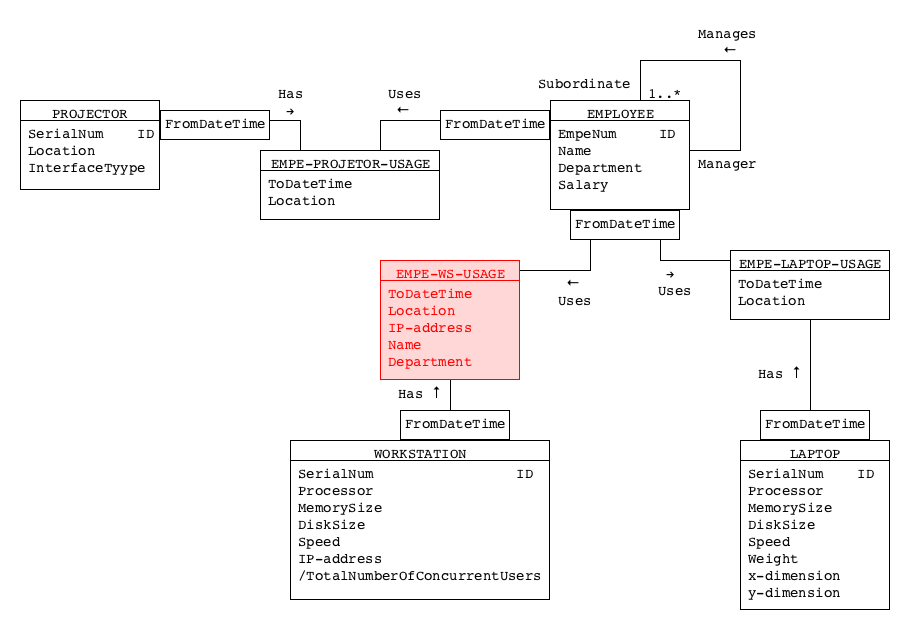 Manages
←
Subordinate
1..*
Has
→
Uses
←
PROJECTOR
SerialNum ID
Location
InterfaceTyype
FromDateTime
FromDateTime
EMPLOYEE
EmpeNum ID
Name
Department
Salary
Manager
EMPE-PROJETOR-USAGE
ToDateTime
Location
FromDateTime
EMPE-WS-USAGE
ToDateTime
Location
IP-address
Name
Department
←
Uses
→
Uses
EMPE-LAPTOP-USAGE
ToDateTime
Location
Has ↑
Has ↑
FromDateTime
FromDateTime
WORKSTATION
SerialNum ID
Processor
MemorySize
DiskSize
Speed
IP-address
/TotalNumberOfConcurrentUsers
LAPTOP
SerialNum ID
Processor
MemorySize
DiskSize
Speed
Weight
x-dimension
y-dimension